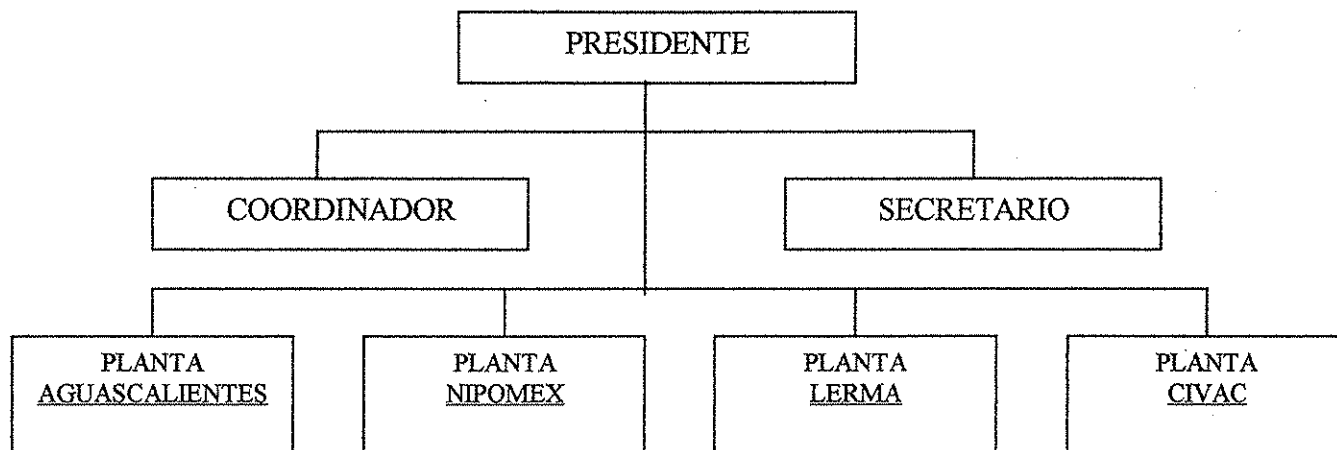 PRESIDENTE
COORDINADOR
SECRETARIO
PLANTA
AGUASCALIENTES
PLANTA
NIPOMEX
PLANTA
LERMA
PLANTA
CIVAC